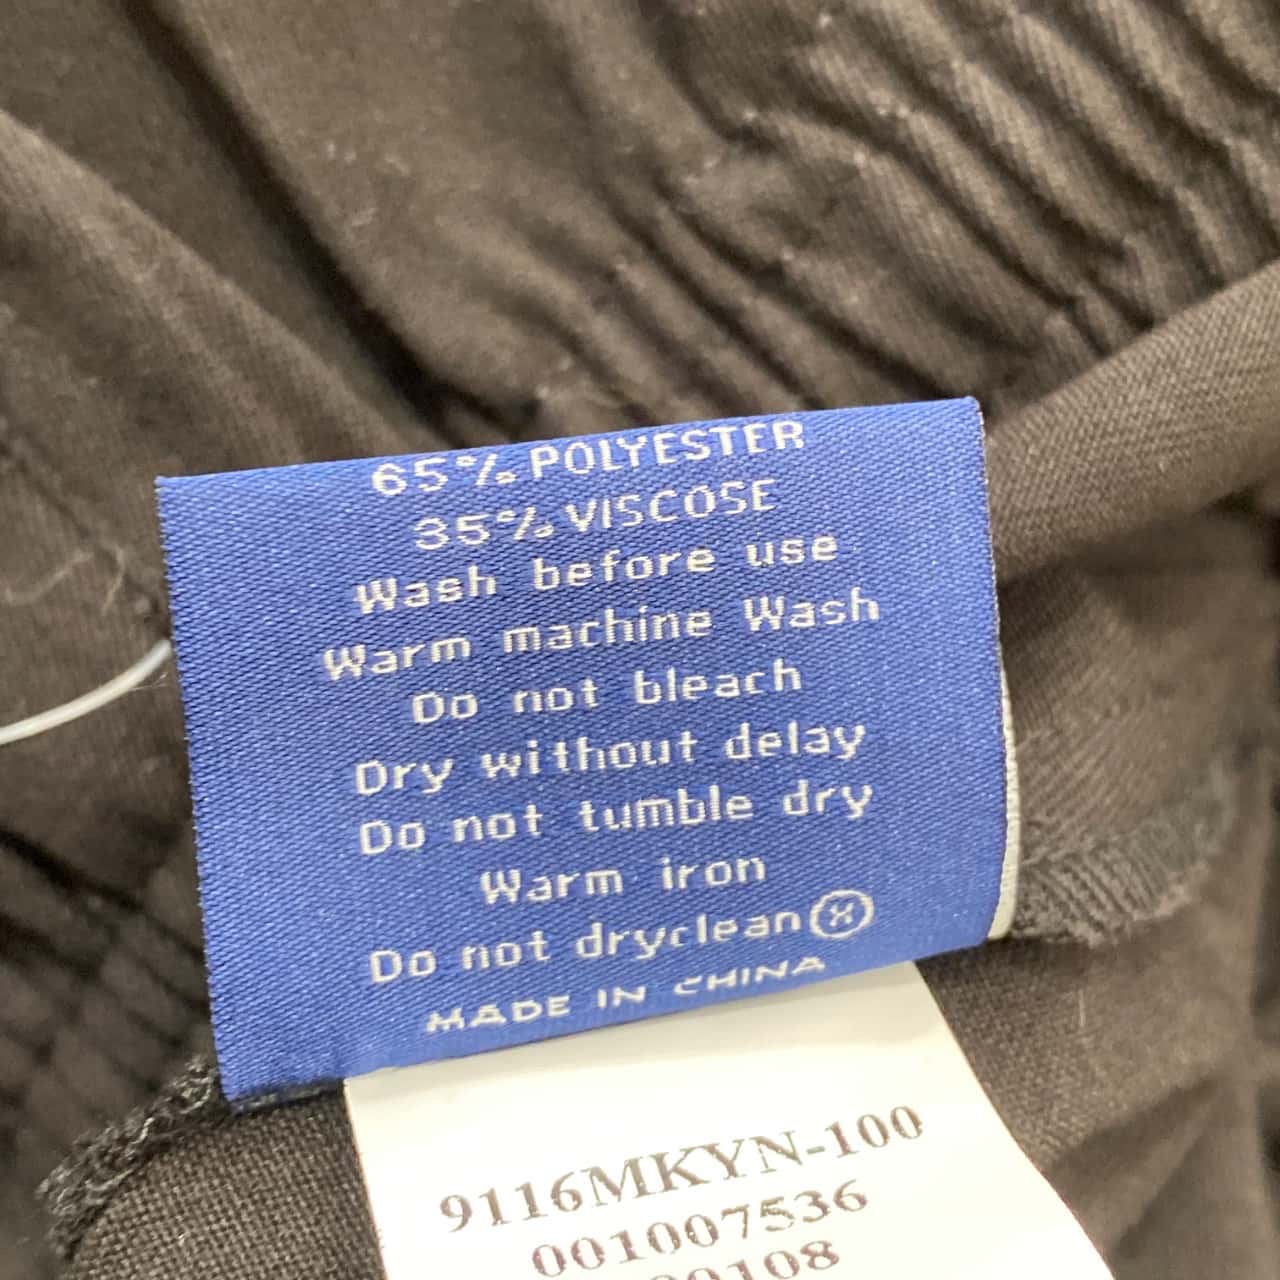 65% POLYESTER
35% VISCOSE
Wash before use
Warm machine Wash
Do not bleach
Dry without delay
Do not tumble dry
Warm iron
Do not dryclean
MADE IN CHINA
9116MKYN-100
001007536